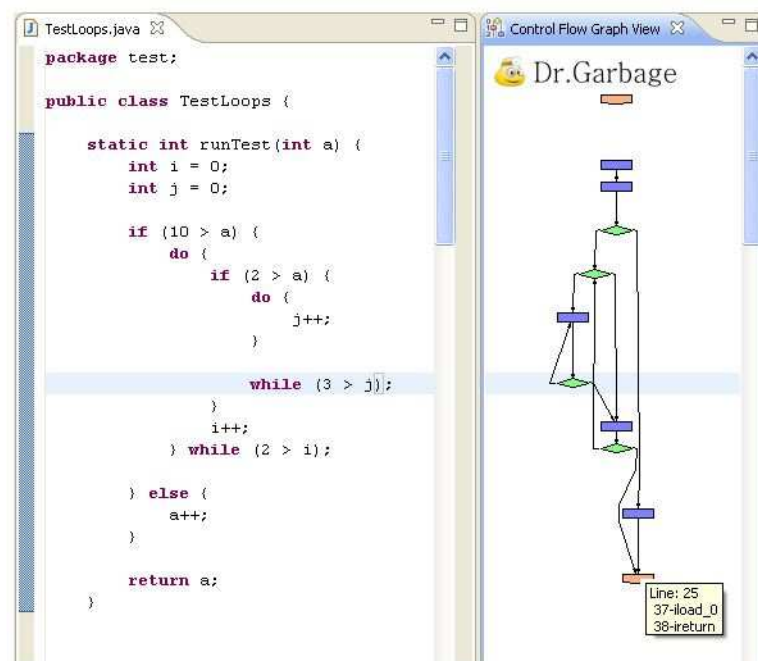 TestLoops.java
package test;
public class TestLoops {
static int runTest(int a) {
int i = 0;
int j = 0;
if (10 > a) {
do {
if (2 > a) {
do {
j++;
}
while (3 > j);
}
i++;
} while (2 > i);
} else {
a++;
}
return a;
}
Control Flow Graph View
Dr.Garbage
Line: 25
37-iload_0
38-ireturn